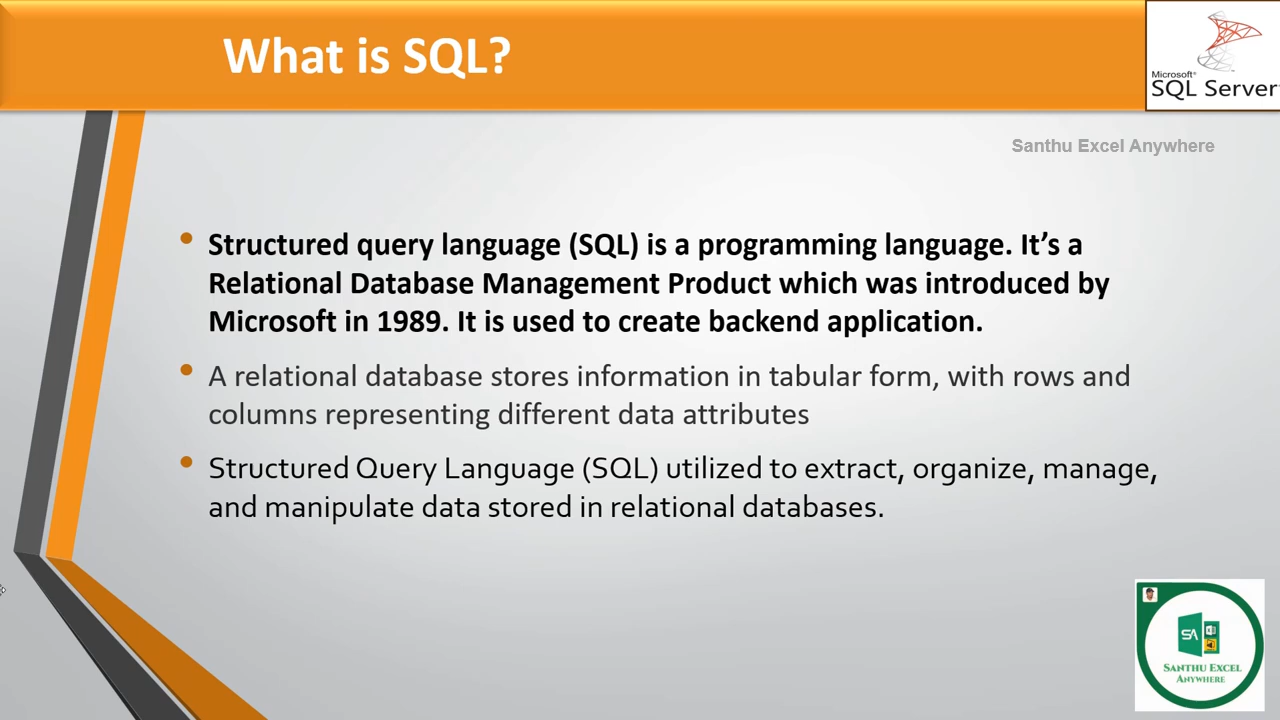 What is SQL?
Microsoft®
SQL Server
Santhu Excel Anywhere
• Structured query language (SQL) is a programming language. It’s a
Relational Database Management Product which was introduced by
Microsoft in 1989. It is used to create backend application.
• A relational database stores information in tabular form, with rows and
columns representing different data attributes
• Structured Query Language (SQL) utilized to extract, organize, manage,
and manipulate data stored in relational databases.
SA
SANTHU EXCEL
ANYWHERE